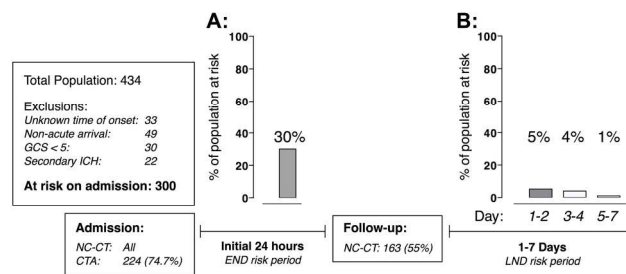 A:
B:
Total Population: 434
Exclusions:
Unknown time of onset: 33
Non-acute arrival: 49
GCS < 5: 30
Secondary ICH: 22
At risk on admission: 300
% of population at risk
100
80
60
40
20
0
30%
% of population at risk
100
80
60
40
20
0
5% 4% 1%
Day: 1-2 3-4 5-7
Admission:
NC-CT: All
CTA: 224 (74.7%)
Initial 24 hours
END risk period
Follow-up:
NC-CT: 163 (55%)
1-7 Days
LND risk period